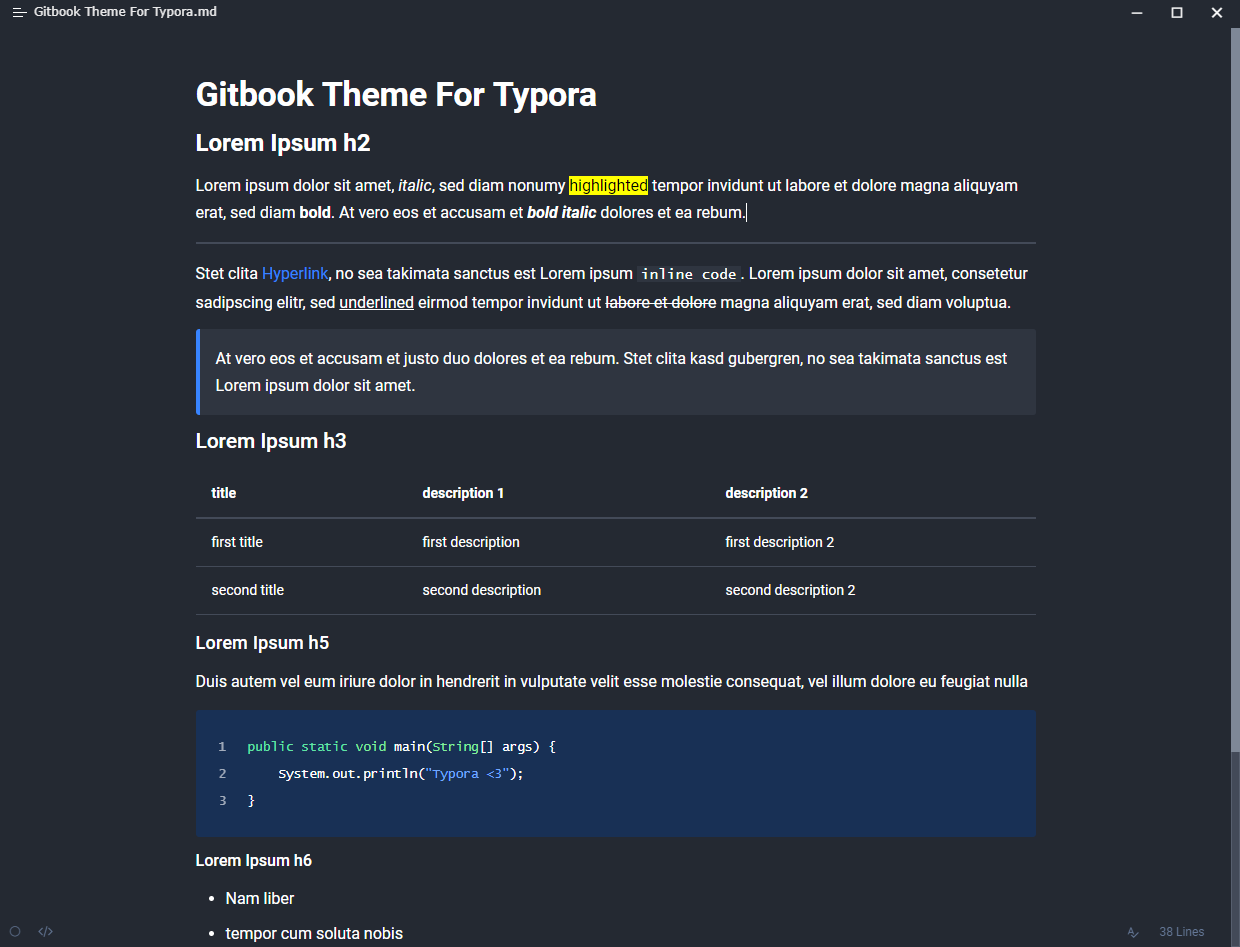 Gitbook Theme For Typora.md
Gitbook Theme For Typora
Lorem Ipsum h2
Lorem ipsum dolor sit amet, italic, sed diam nonumy highlighted tempor invidunt ut labore et dolore magna aliquyam
erat, sed diam bold. At vero eos et accusam et bold italic dolores et ea rebum.
Stet clita Hyperlink, no sea takimata sanctus est Lorem ipsum inline code. Lorem ipsum dolor sit amet, consetetur
sadipscing elitr, sed underlined eirmod tempor invidunt ut labore et dolore magna aliquyam erat, sed diam voluptua.
At vero eos et accusam et justo duo dolores et ea rebum. Stet clita kasd gubergren, no sea takimata sanctus est
Lorem ipsum dolor sit amet.
Lorem Ipsum h3
title description 1 description 2
first title first description first description 2
second title second description second description 2
Lorem Ipsum h5
Duis autem vel eum iriure dolor in hendrerit in vulputate velit esse molestie consequat, vel illum dolore eu feugiat nulla
1 public static void main(String[] args) {
2     System.out.println("Typora <3");
3 }
Lorem Ipsum h6
• Nam liber
• tempor cum soluta nobis
</> 38 Lines